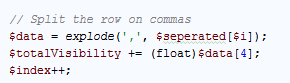 // Split the row on commas
$data = explode(',', $seperated[$i]);
$totalVisibility += (float)$data[4];
$index++;